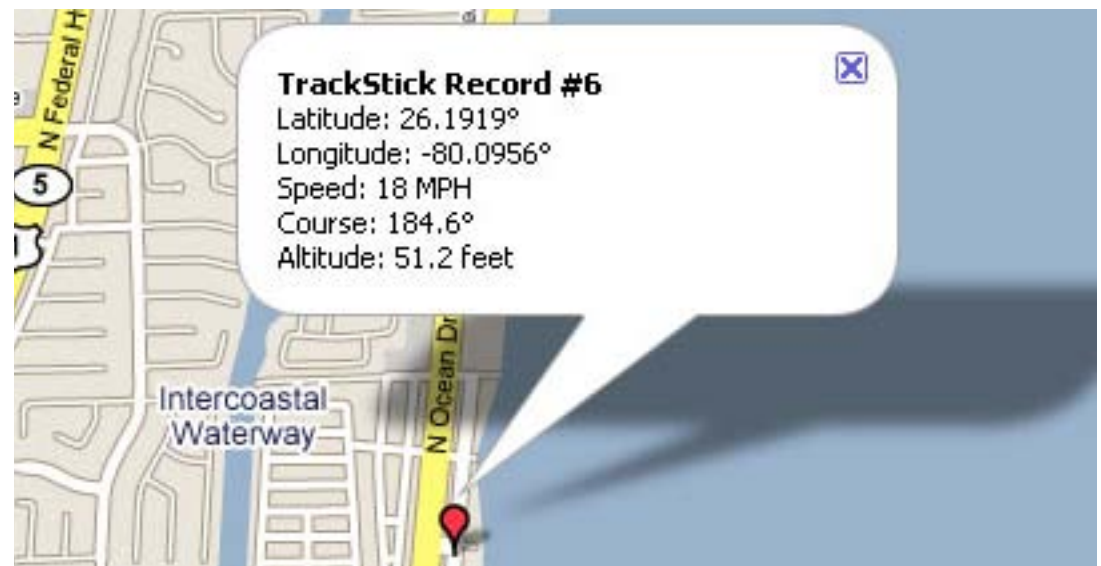 N Federal H
TrackStick Record #6
Latitude: 26.1919°
Longitude: -80.0956°
Speed: 18 MPH
Course: 184.6°
Altitude: 51.2 feet
5
N Ocean Dr
Intercoastal
Waterway